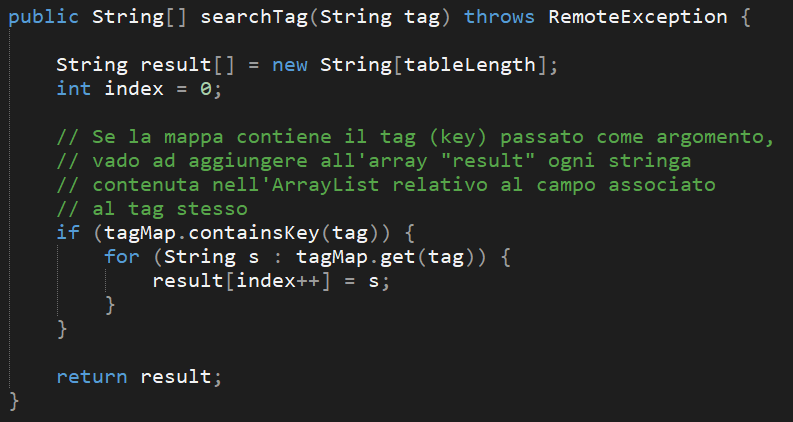 public String[] searchTag(String tag) throws RemoteException {
String result[] = new String[tableLength];
int index = 0;
// Se la mappa contiene il tag (key) passato come argomento,
// vado ad aggiungere all'array "result" ogni stringa
// contenuta nell'ArrayList relativo al campo associato
// al tag stesso
if (tagMap.containsKey(tag)) {
for (String s : tagMap.get(tag)) {
result[index++] = s;
}
}
return result;
}